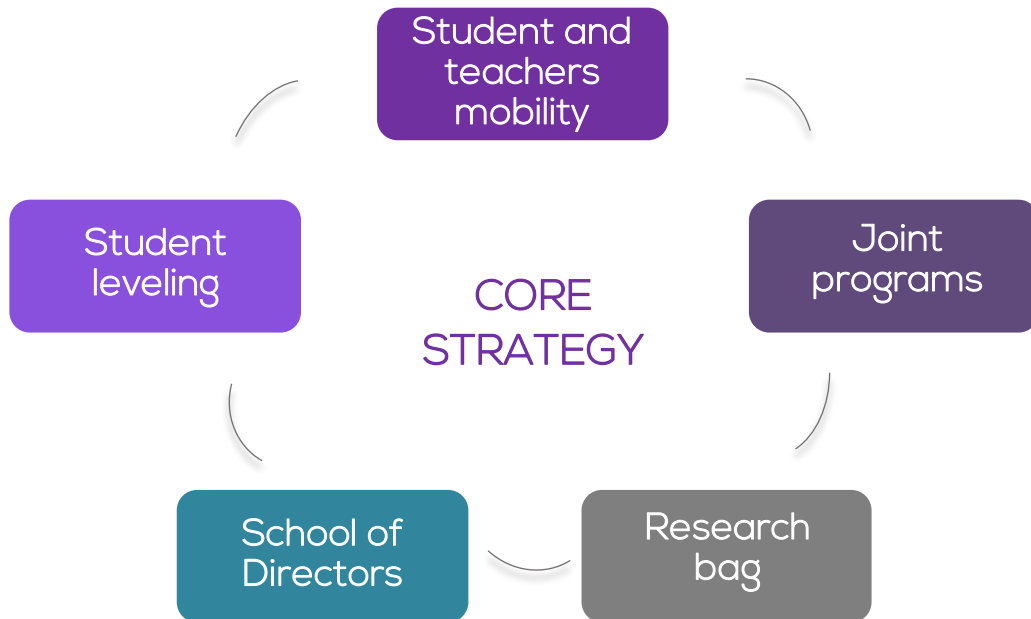 Student and
teachers
mobility
Student
leveling
Joint
programs
CORE
STRATEGY
School of
Directors
Research
bag